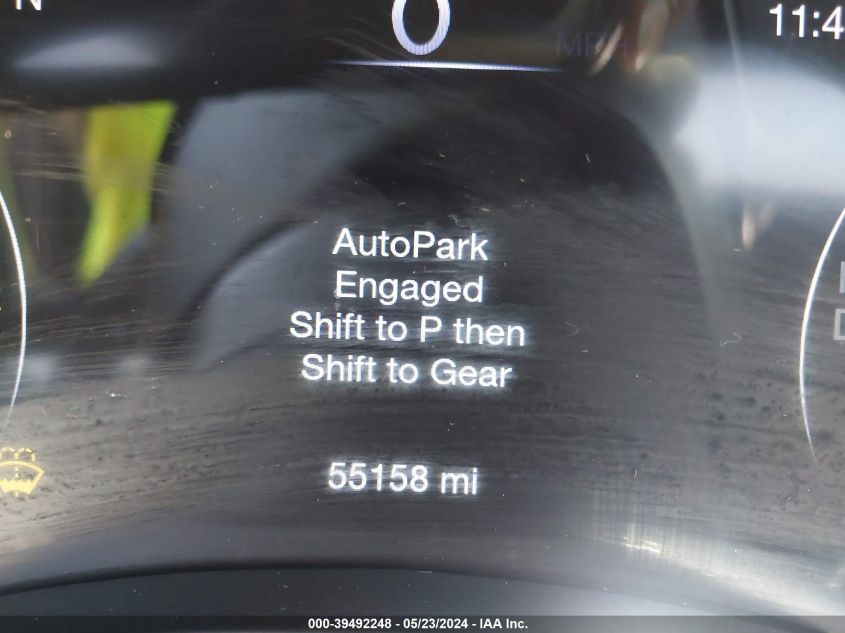 N
0
MPH
11:4
AutoPark
Engaged
Shift to P then
Shift to Gear
55158 mi
000-39492248 - 05/23/2024 - IAA Inc.